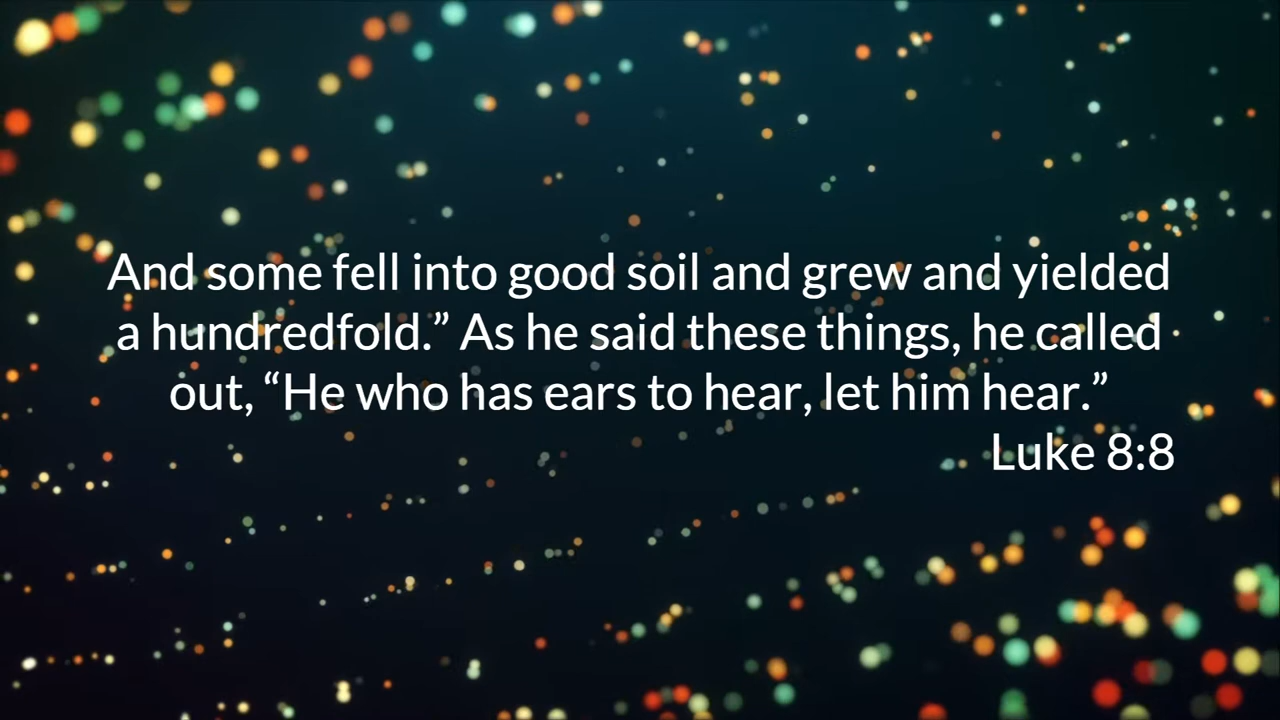 And some fell into good soil and grew and yielded
a hundredfold.” As he said these things, he called
out, “He who has ears to hear, let him hear.”
Luke 8:8